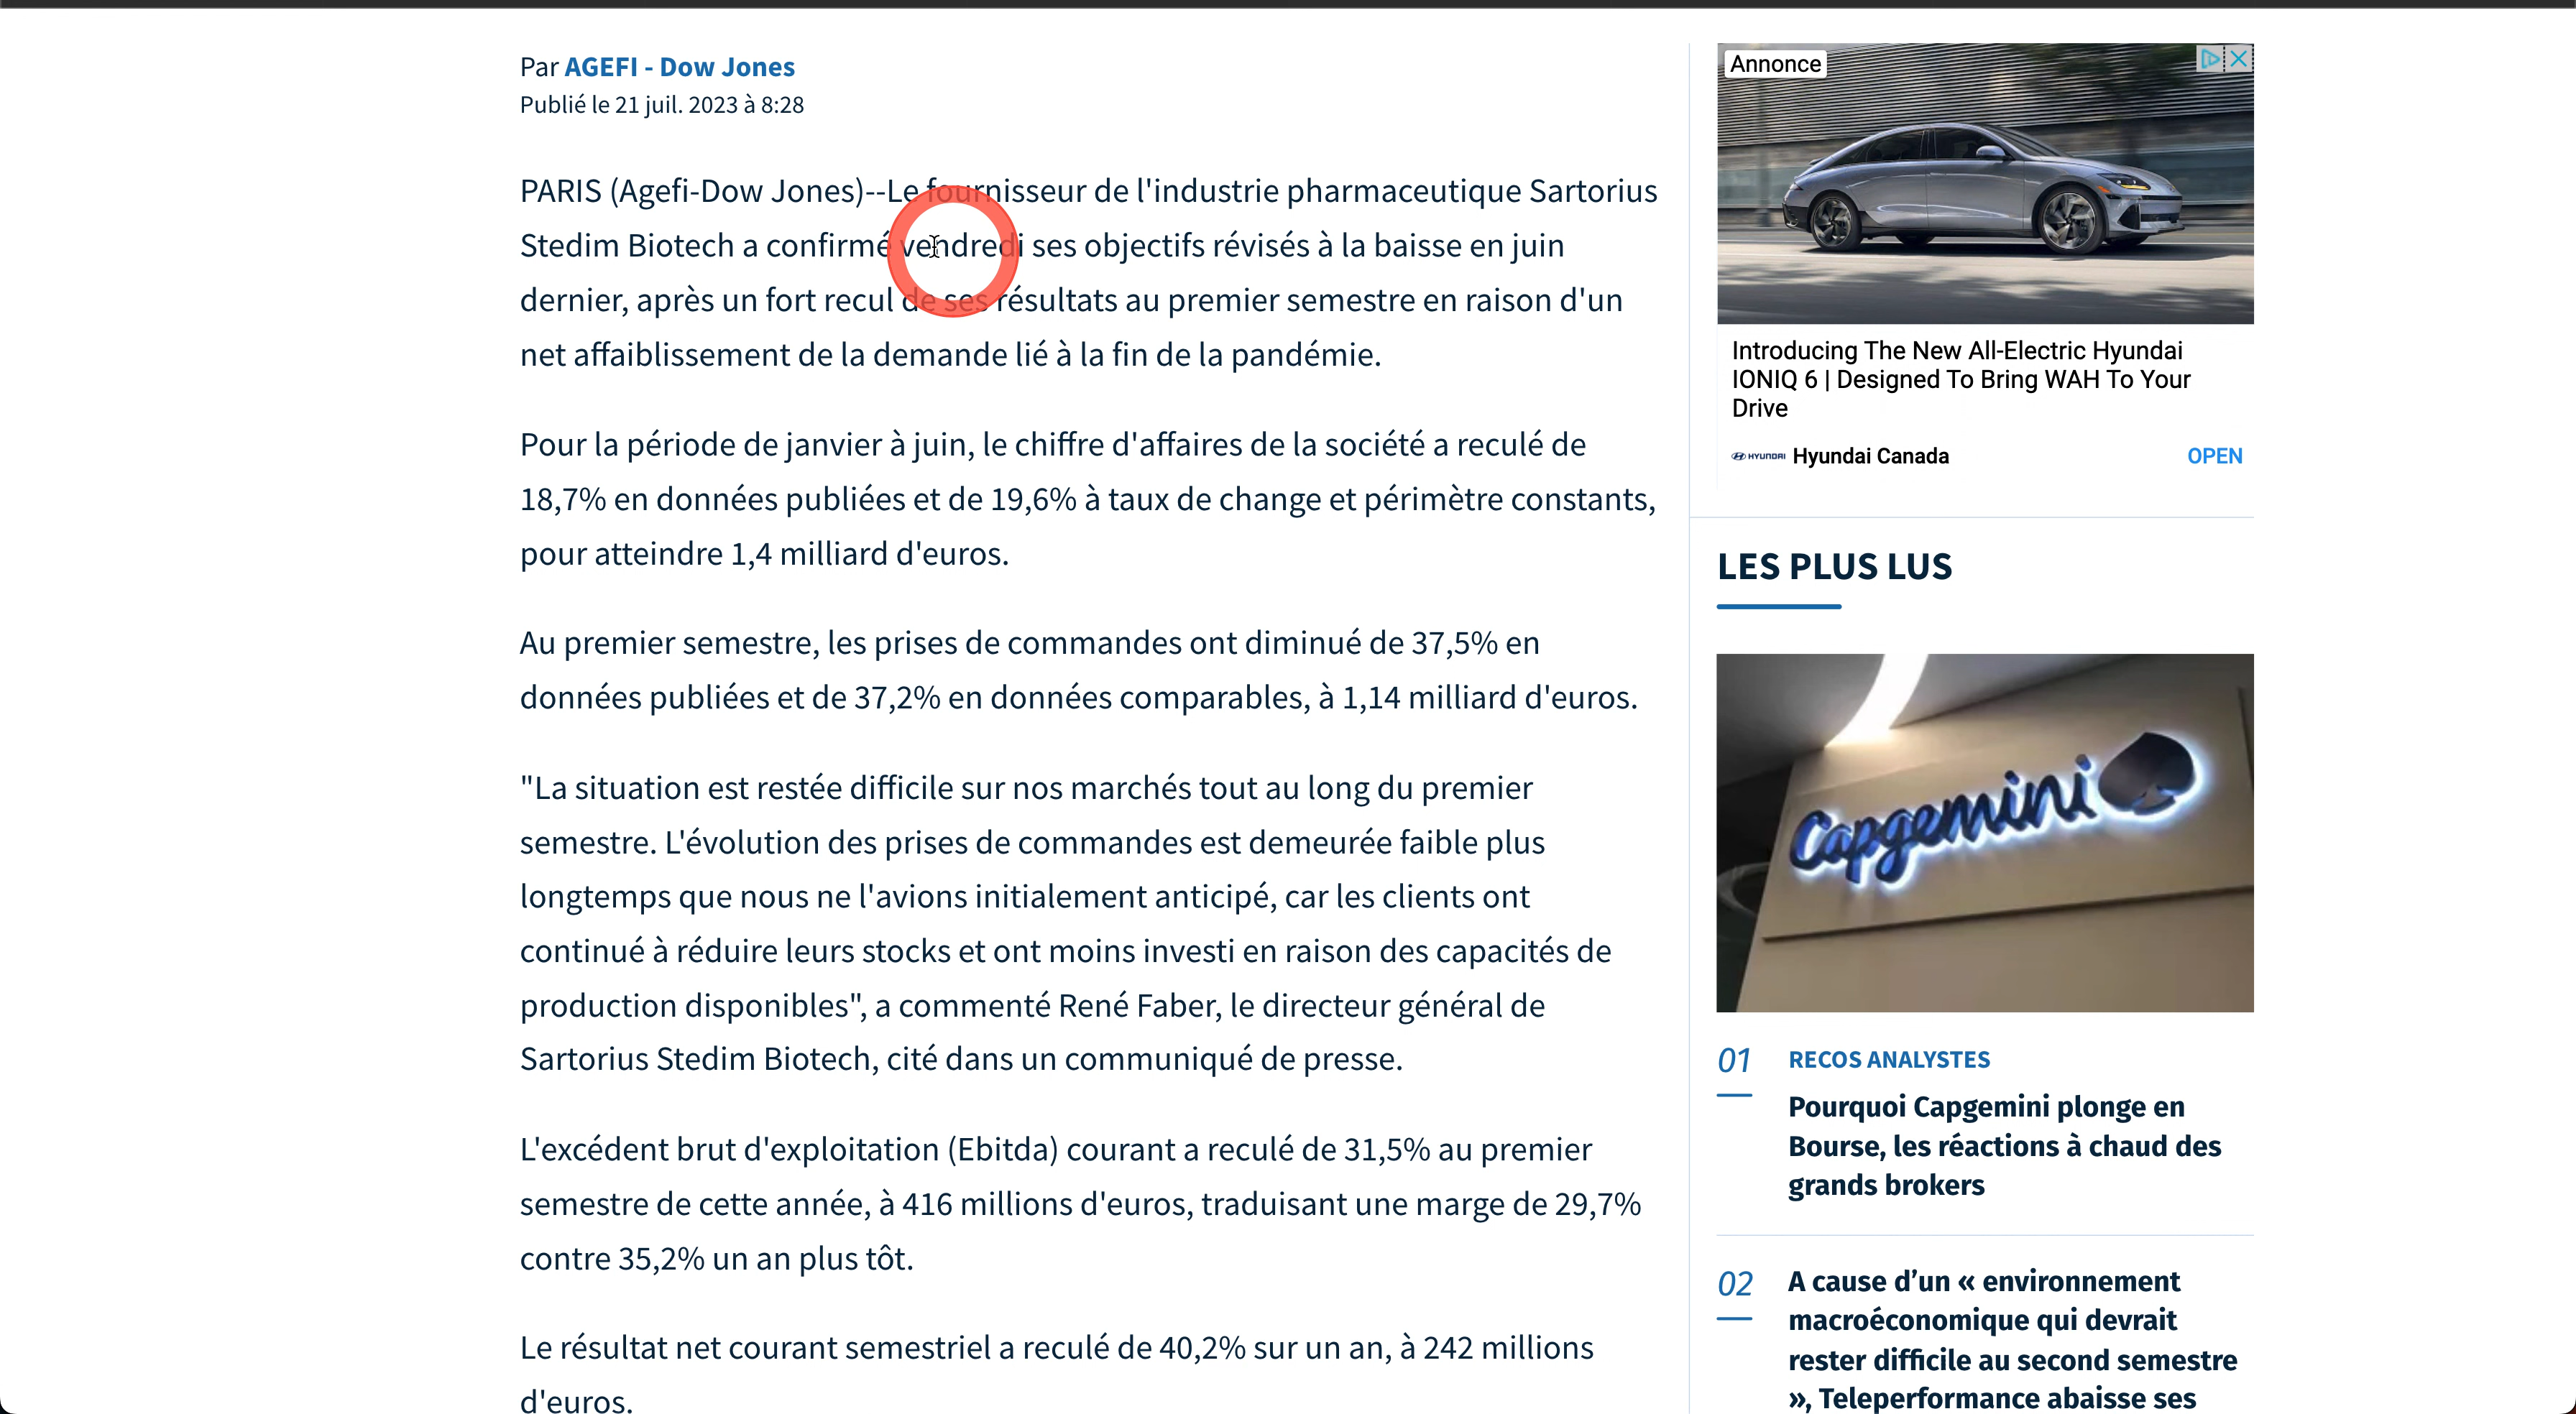 Par AGEFI - Dow Jones
Publié le 21 juil. 2023 à 8:28
PARIS (Agefi-Dow Jones)--Le fournisseur de l'industrie pharmaceutique Sartorius
Stedim Biotech a confirmé vendredi ses objectifs révisés à la baisse en juin
dernier, après un fort recul de ses résultats au premier semestre en raison d'un
net affaiblissement de la demande lié à la fin de la pandémie.
Pour la période de janvier à juin, le chiffre d'affaires de la société a reculé de
18,7% en données publiées et de 19,6% à taux de change et périmètre constants,
pour atteindre 1,4 milliard d'euros.
Au premier semestre, les prises de commandes ont diminué de 37,5% en
données publiées et de 37,2% en données comparables, à 1,14 milliard d'euros.
"La situation est restée difficile sur nos marchés tout au long du premier
semestre. L'évolution des prises de commandes est demeurée faible plus
longtemps que nous ne l'avions initialement anticipé, car les clients ont
continué à réduire leurs stocks et ont moins investi en raison des capacités de
production disponibles", a commenté René Faber, le directeur général de
Sartorius Stedim Biotech, cité dans un communiqué de presse.
L'excédent brut d'exploitation (Ebitda) courant a reculé de 31,5% au premier
semestre de cette année, à 416 millions d'euros, traduisant une marge de 29,7%
contre 35,2% un an plus tôt.
Le résultat net courant semestriel a reculé de 40,2% sur un an, à 242 millions
d'euros.
Annonce
Introducing The New All-Electric Hyundai
IONIQ 6 | Designed To Bring WAH To Your
Drive
HYUNDAI Hyundai Canada OPEN
LES PLUS LUS
Capgemini
01 RECOS ANALYSTES
Pourquoi Capgemini plonge en
Bourse, les réactions à chaud des
grands brokers
02 A cause d’un « environnement
macroéconomique qui devrait
rester difficile au second semestre
», Teleperformance abaisse ses